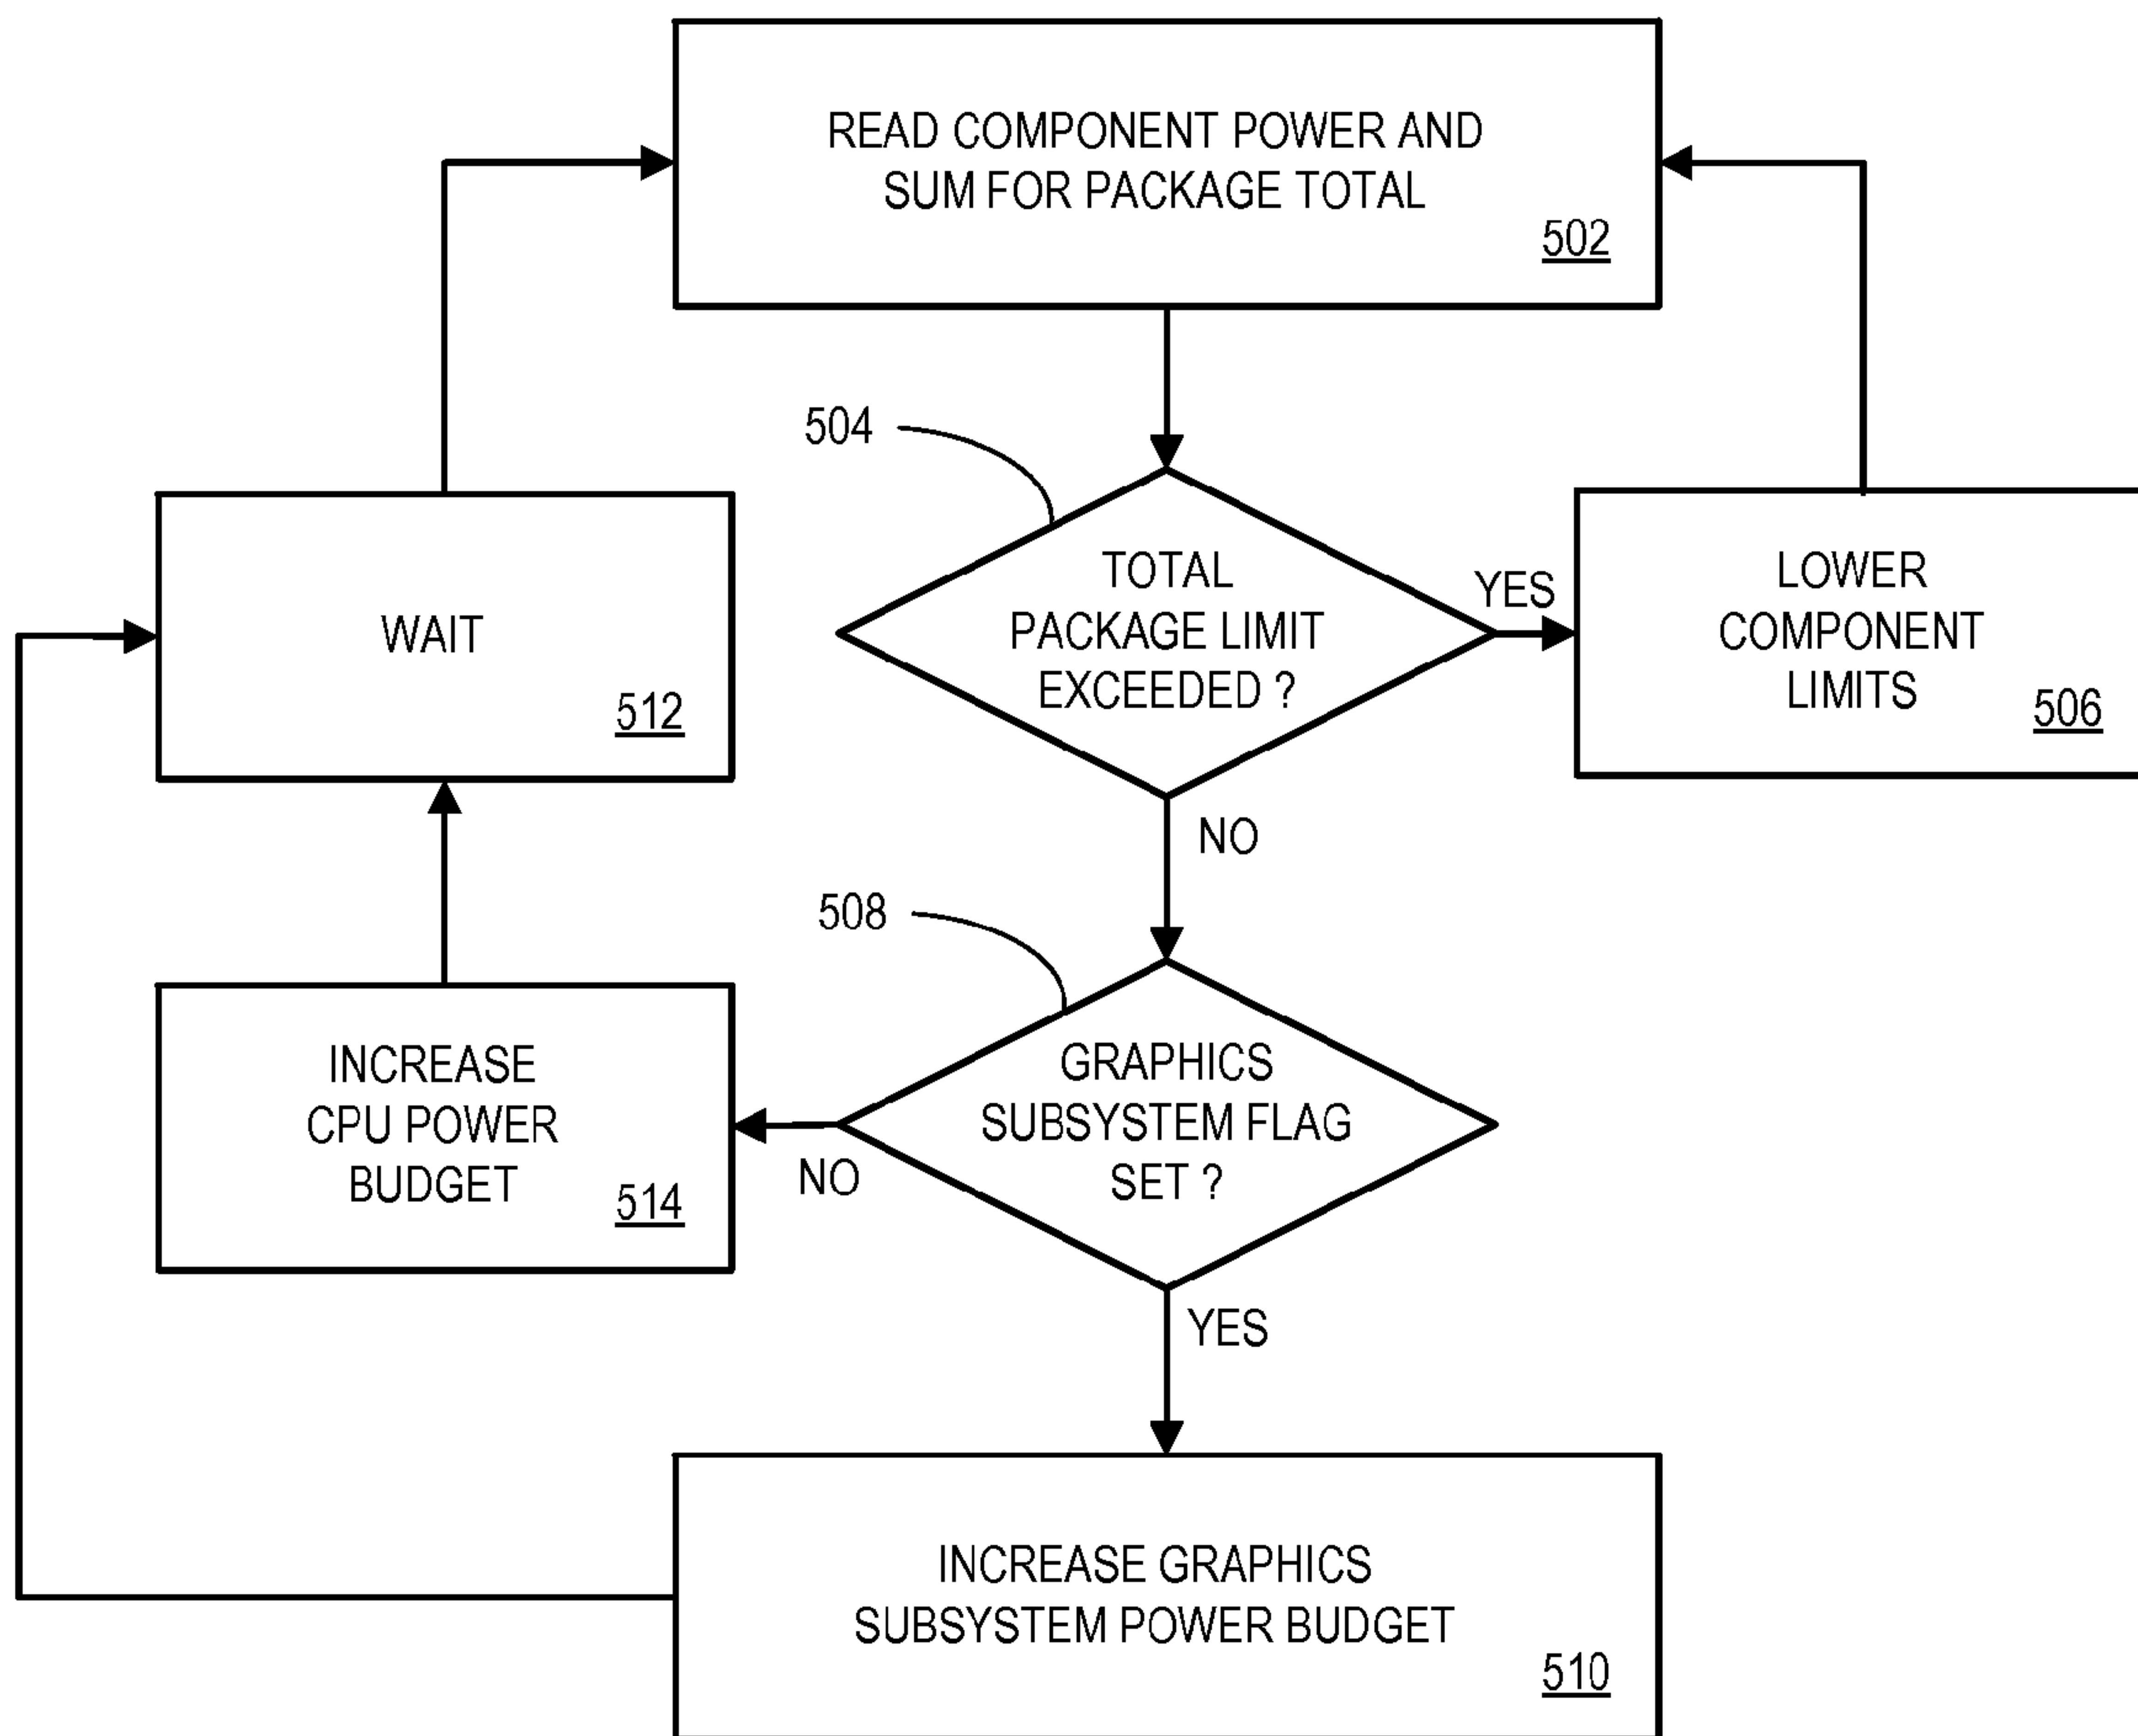 READ COMPONENT POWER AND
SUM FOR PACKAGE TOTAL
502
504
TOTAL
PACKAGE LIMIT
EXCEEDED ?
YES
LOWER
COMPONENT
LIMITS
506
WAIT
512
NO
508
GRAPHICS
SUBSYSTEM FLAG
SET ?
NO
INCREASE
CPU POWER
BUDGET
514
YES
INCREASE GRAPHICS
SUBSYSTEM POWER BUDGET
510